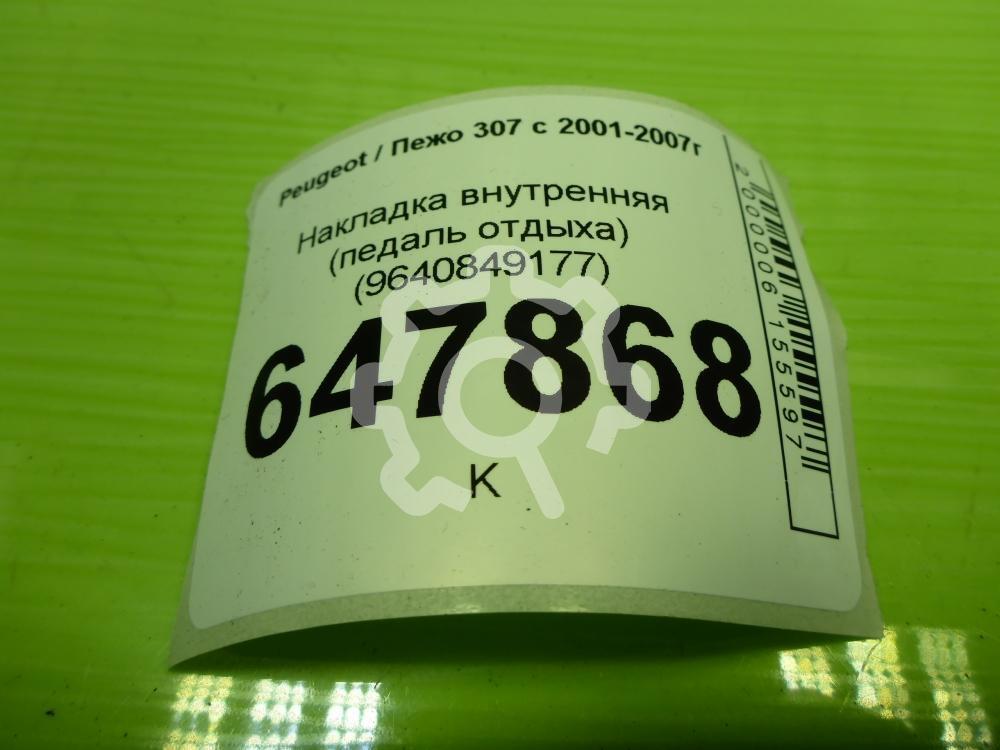 Peugeot / Пежо 307 с 2001-2007г
Накладка внутренняя
(педаль отдыха)
(9640849177)
647868
К
2000006155597